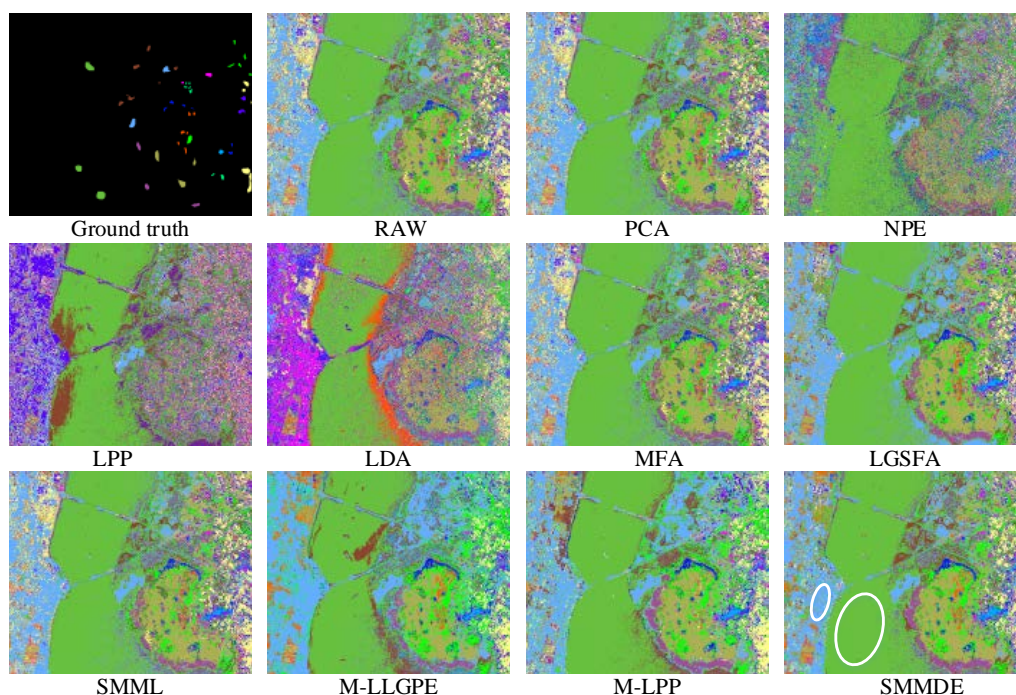 Ground truth
RAW
PCA
NPE
LPP
LDA
MFA
LGSFA
SMML
M-LLGPE
M-LPP
SMMDE